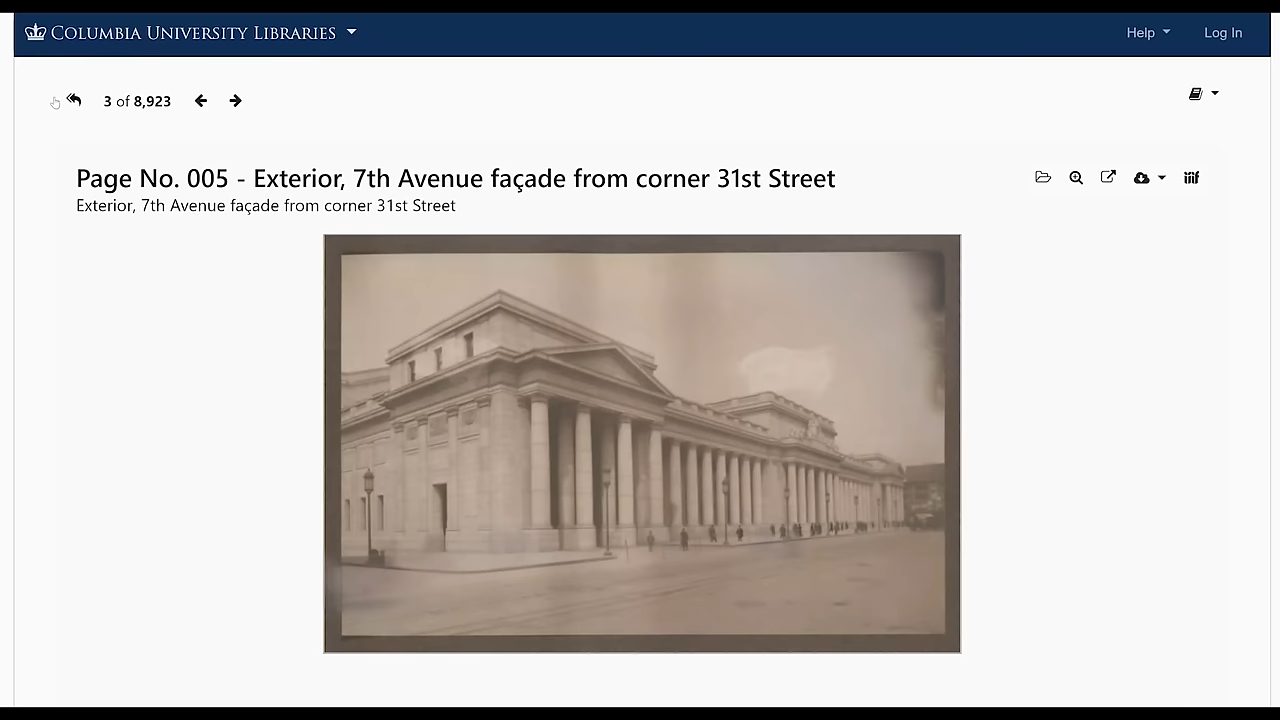 COLUMBIA UNIVERSITY LIBRARIES
Help
Log In
3 of 8,923
Page No. 005 - Exterior, 7th Avenue façade from corner 31st Street
Exterior, 7th Avenue façade from corner 31st Street
iiif